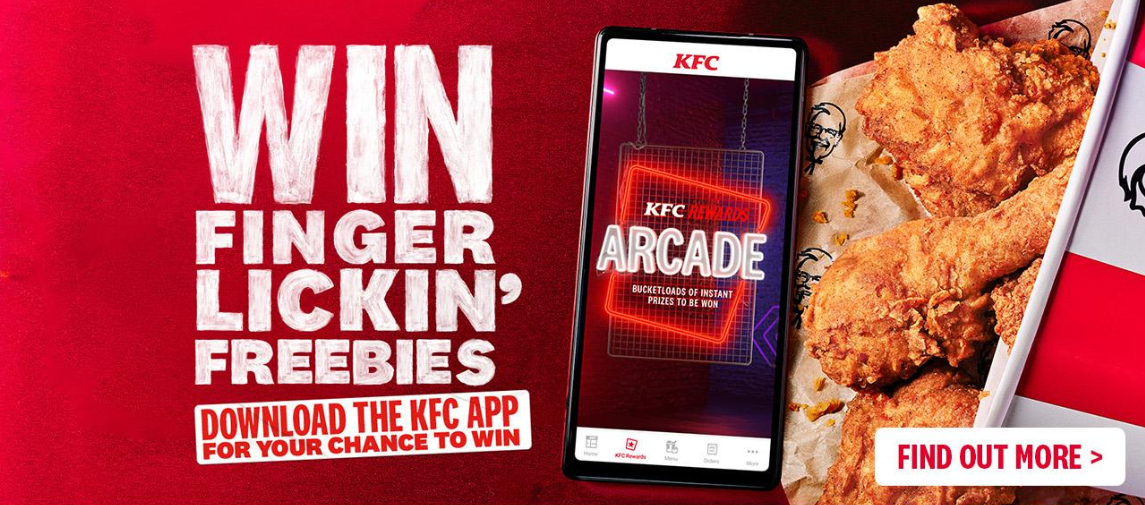 WIN
FINGER
LICKIN'
FREEBIES
DOWNLOAD THE KFC APP
FOR YOUR CHANCE TO WIN
KFC
KFC REWARDS
ARCADE
BUCKETLOADS OF INSTANT
PRIZES TO BE WON
Home
KFC Rewards
Menu
Orders
More
FIND OUT MORE >